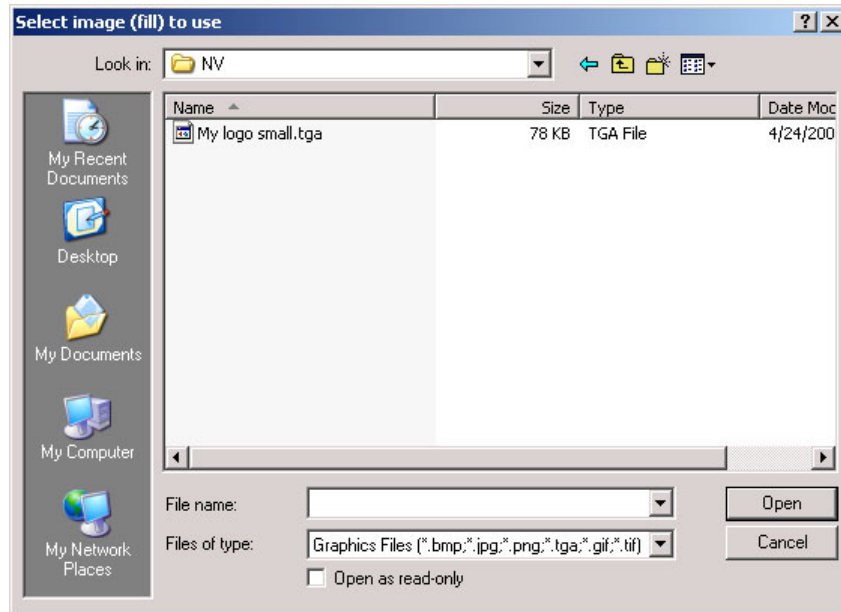 Select image (fill) to use
Look in: NV
Name Size Type Date Moc
My logo small.tga 78 KB TGA File 4/24/200
My Recent
Documents
Desktop
My Documents
My Computer
My Network
Places
File name: Open
Files of type: Graphics Files (*.bmp;*.jpg;*.png;*.tga;*.gif;*.tif) Cancel
Open as read-only